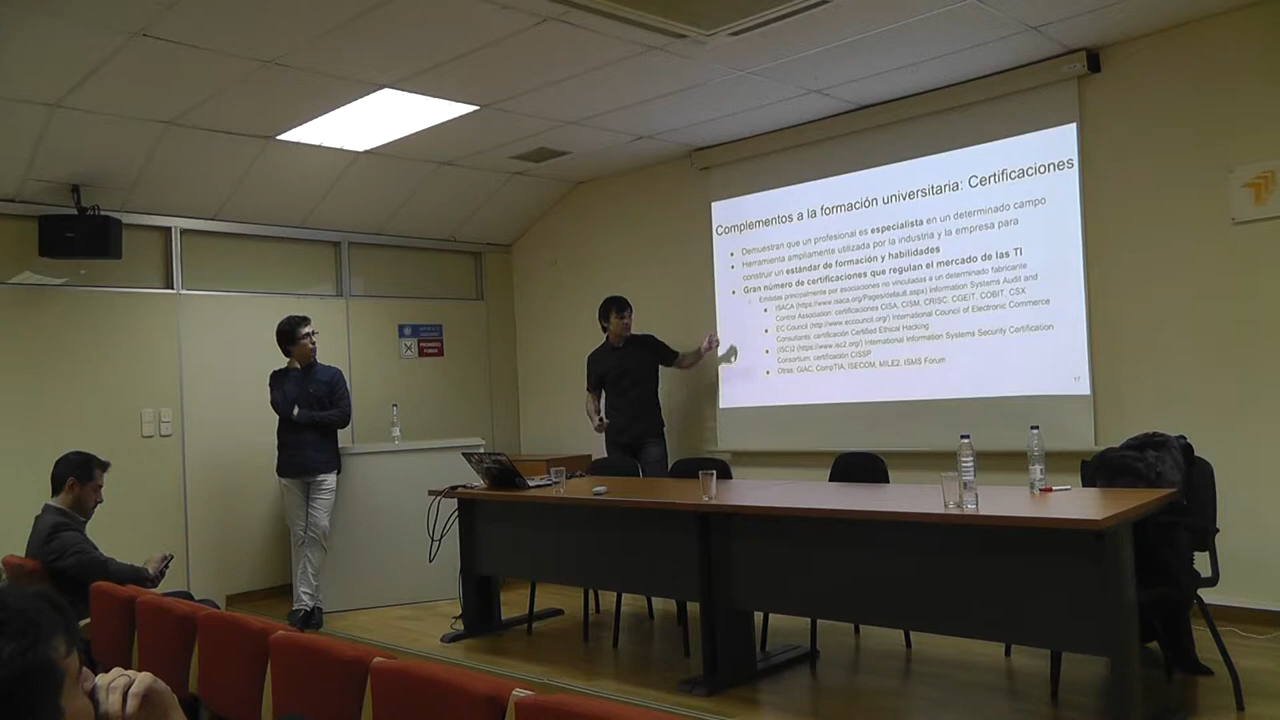 Complementos a la formación universitaria: Certificaciones
● Demuestran que un profesional es especialista en un determinado campo
● Herramienta ampliamente utilizada por la industria y la empresa para
construir un estándar de formación y habilidades
● Gran número de certificaciones que regulan el mercado de las TI
○ Emitidas principalmente por asociaciones no vinculadas a un determinado fabricante
■ ISACA (https://www.isaca.org/Pages/default.aspx) Information Systems Audit and
Control Association: certificaciones CISA, CISM, CRISC, CGEIT, COBIT, CSX
■ EC Council (http://www.eccouncil.org/) International Council of Electronic Commerce
Consultants: certificación Certified Ethical Hacking
■ (ISC)2 (https://www.isc2.org/) International Information Systems Security Certification
Consortium: certificación CISSP
■ Otras: GIAC, CompTIA, ISECOM, MILE2, ISMS Forum
17
PROHIBIDO
FUMAR